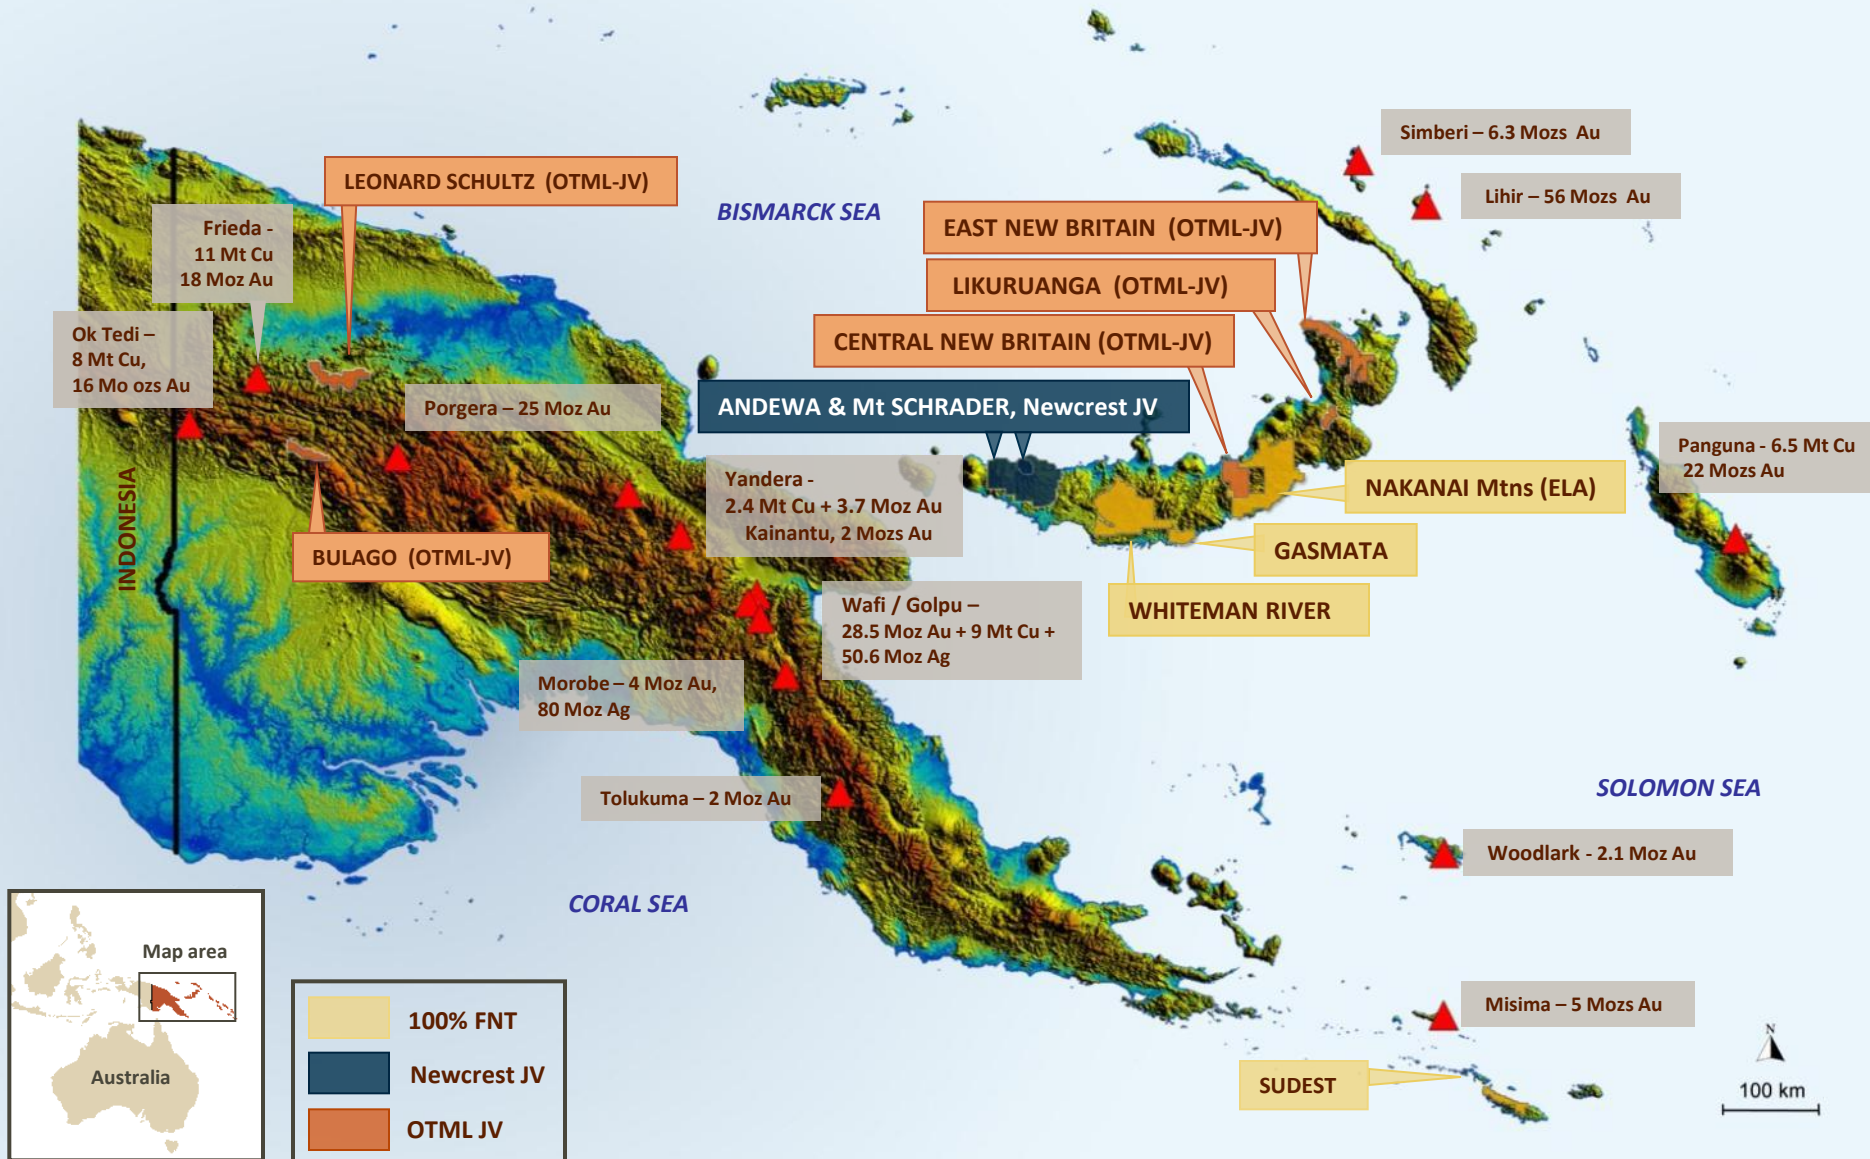 Simberi – 6.3 Mozs Au
LEONARD SCHULTZ (OTML-JV)
Lihir – 56 Mozs Au
BISMARCK SEA
Frieda -
11 Mt Cu
18 Moz Au
EAST NEW BRITAIN (OTML-JV)
LIKURUANGA (OTML-JV)
Ok Tedi –
8 Mt Cu,
16 Mo ozs Au
CENTRAL NEW BRITAIN (OTML-JV)
Porgera – 25 Moz Au
ANDEWA & Mt SCHRADER, Newcrest JV
Panguna - 6.5 Mt Cu
22 Mozs Au
Yandera -
2.4 Mt Cu + 3.7 Moz Au
Kainantu, 2 Mozs Au
NAKANAI Mtns (ELA)
INDONESIA
BULAGO (OTML-JV)
GASMATA
WHITEMAN RIVER
Wafi / Golpu –
28.5 Moz Au + 9 Mt Cu +
50.6 Moz Ag
Morobe – 4 Moz Au,
80 Moz Ag
Tolukuma – 2 Moz Au
SOLOMON SEA
Woodlark - 2.1 Moz Au
CORAL SEA
Misima – 5 Mozs Au
SUDEST
N
100 km
Map area
Australia
100% FNT
Newcrest JV
OTML JV